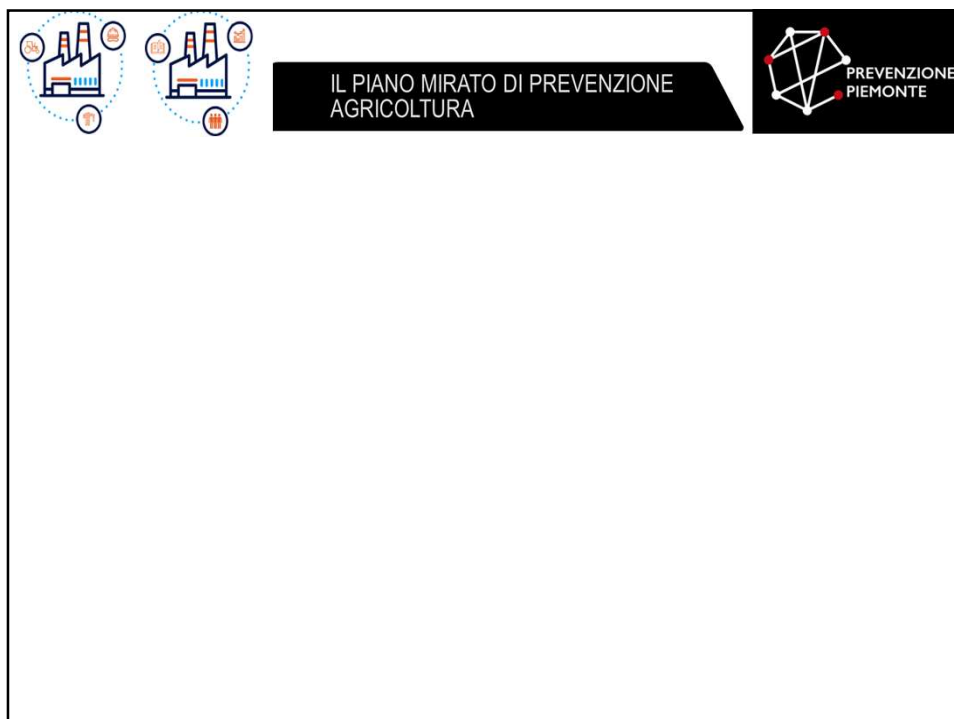 IL PIANO MIRATO DI PREVENZIONE
AGRICOLTURA
PREVENZIONE
PIEMONTE